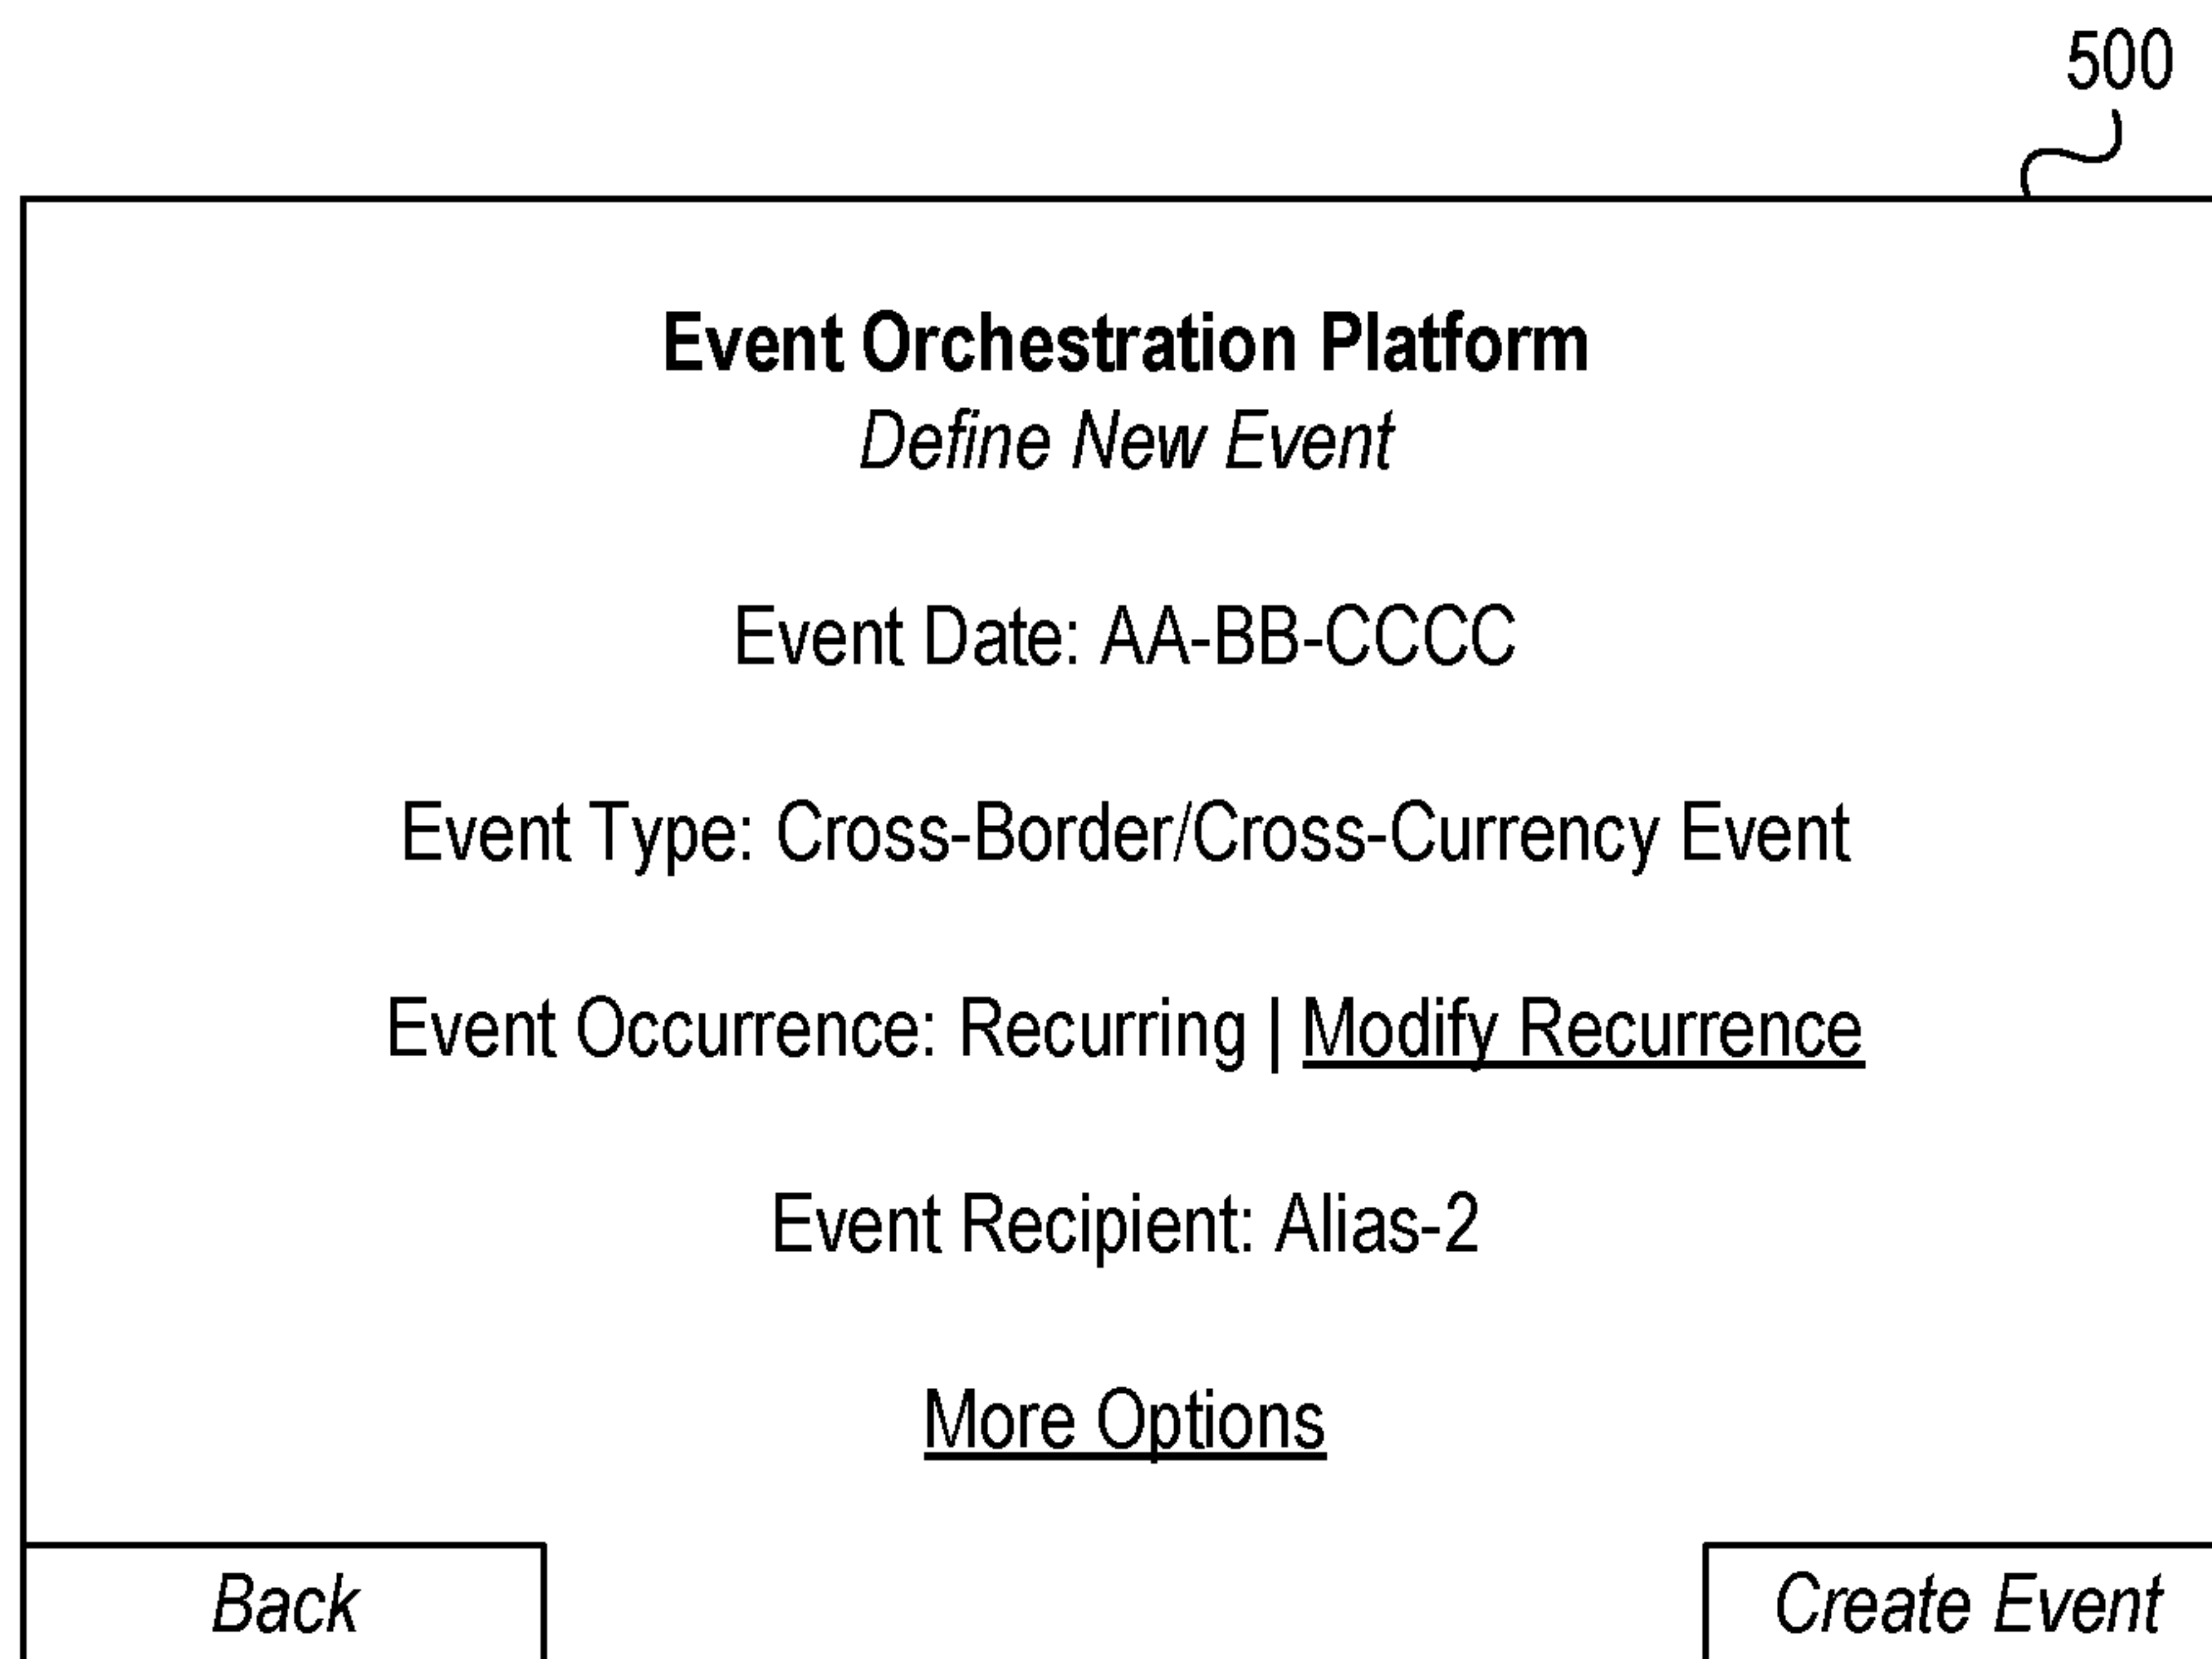 500
Event Orchestration Platform
Define New Event
Event Date: AA-BB-CCCC
Event Type: Cross-Border/Cross-Currency Event
Event Occurrence: Recurring | Modify Recurrence
Event Recipient: Alias-2
More Options
Back
Create Event